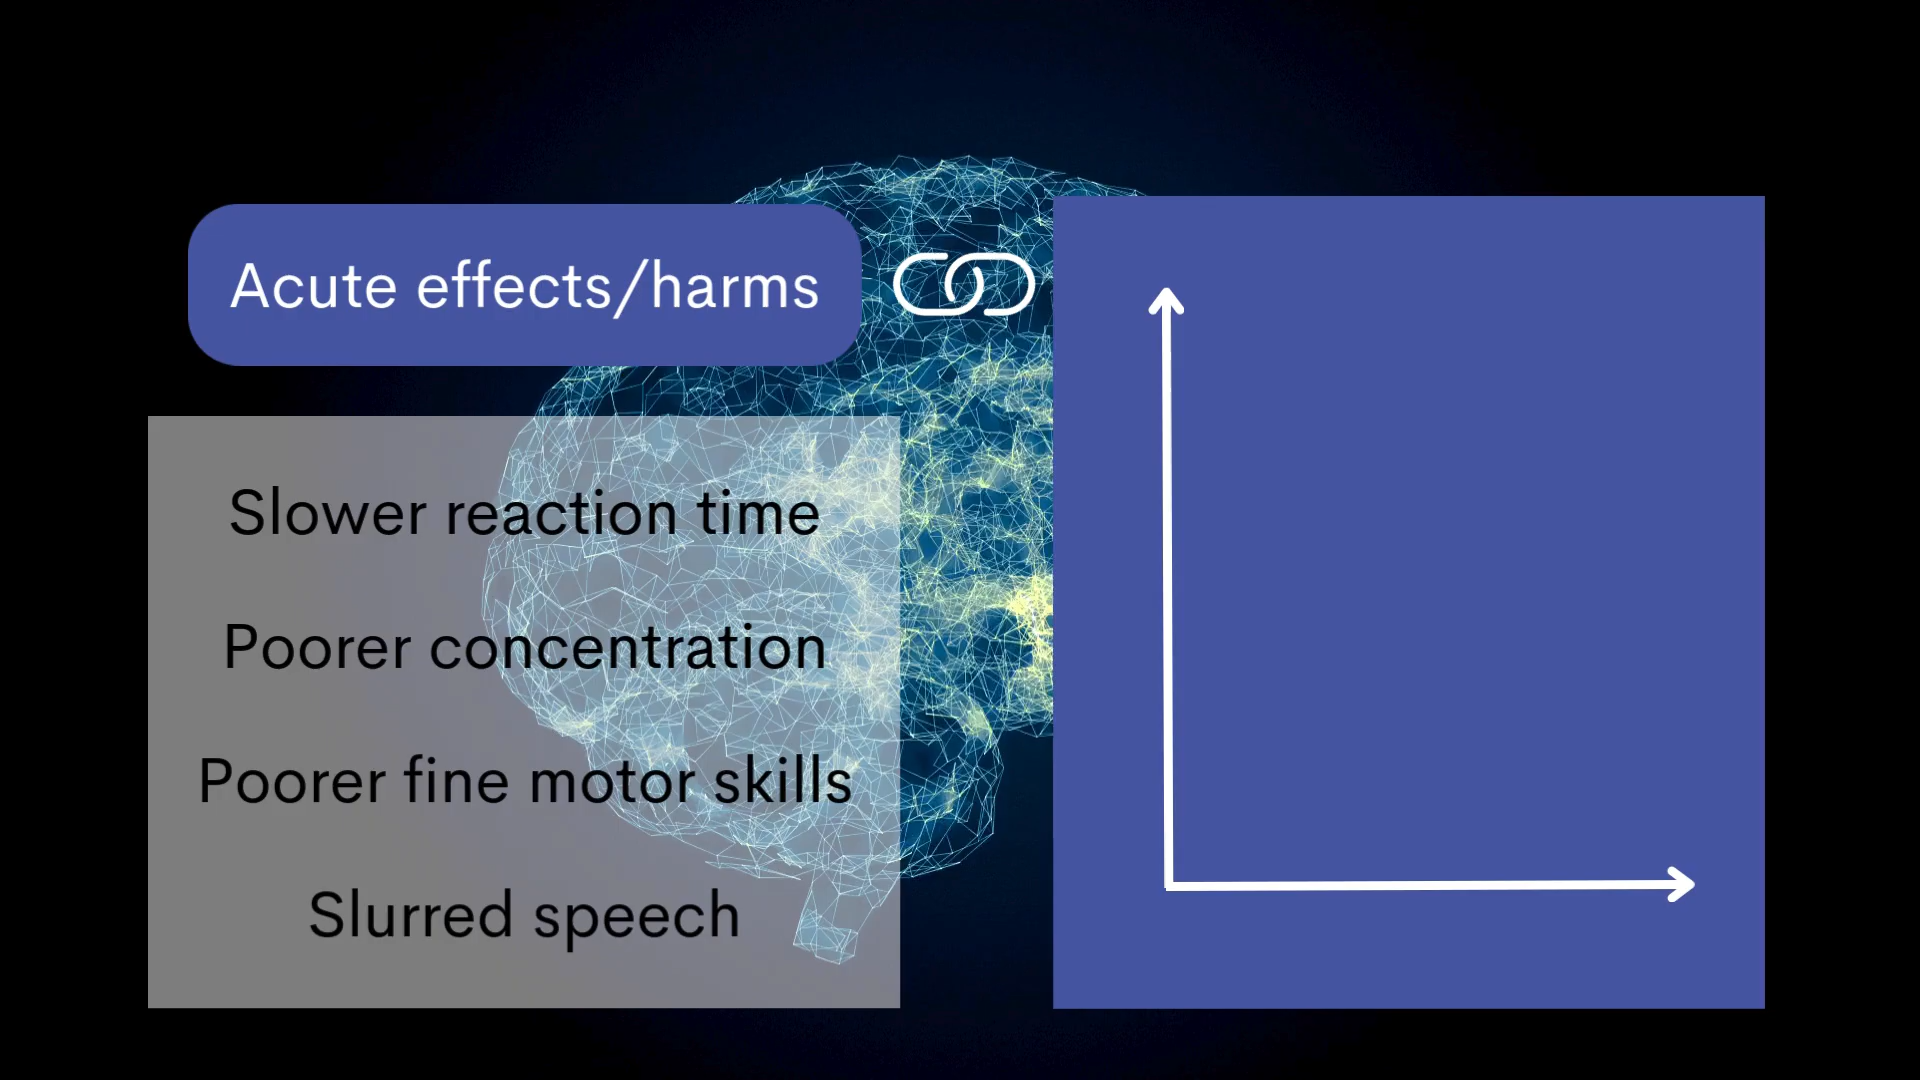 Acute effects/harms
Slower reaction time
Poorer concentration
Poorer fine motor skills
Slurred speech